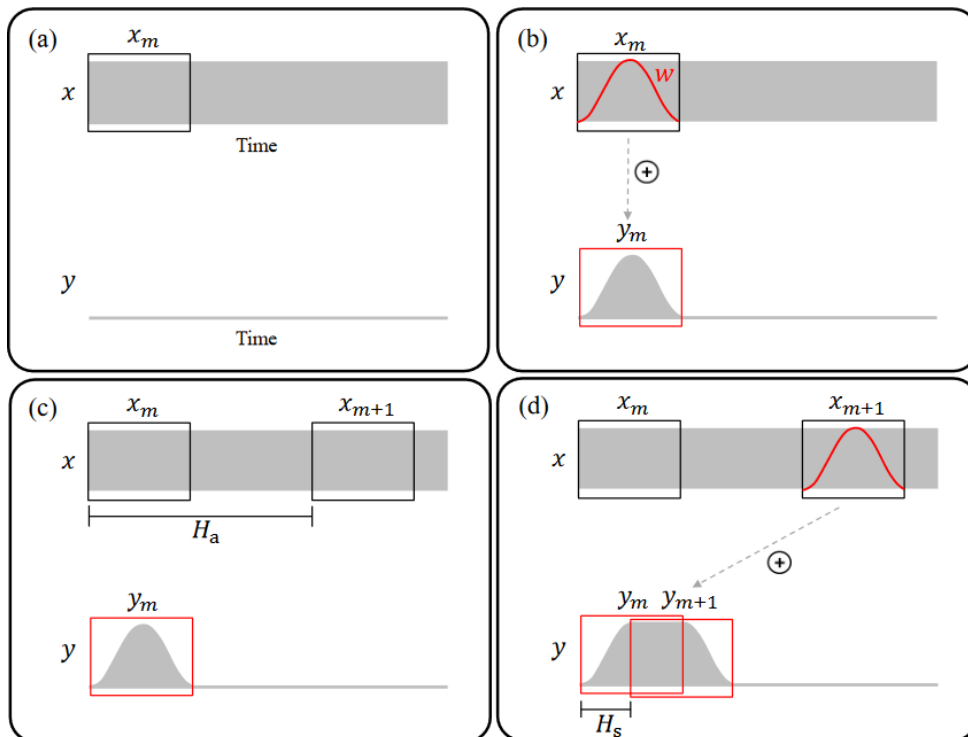 (a)
x_m
x
Time
y
Time
(b)
x_m
w
x
+
y_m
y
(c)
x_m x_{m+1}
x
H_a
y_m
y
(d)
x_m x_{m+1}
x
+
y_m y_{m+1}
y
H_s